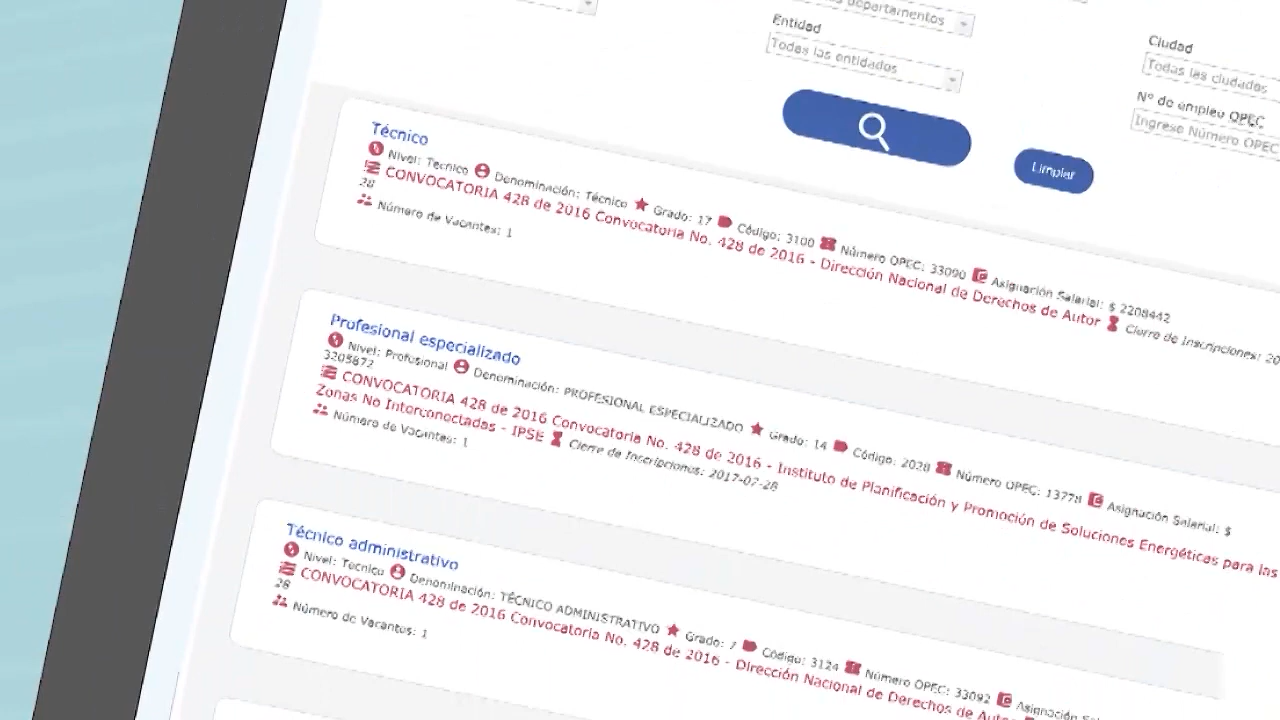 departamentos
Entidad
Todas las entidades
Ciudad
Todas las ciudades
Nº de empleo OPEC
Ingrese Número OPEC
Limpiar
Técnico
Nivel: Técnico Denominación: Técnico Grado: 17 Código: 3100 Número OPEC: 33090 Asignación Salarial: $ 2208442
CONVOCATORIA 428 de 2016 Convocatoria No. 428 de 2016 - Dirección Nacional de Derechos de Autor Cierre de Inscripciones: 20
28
Número de Vacantes: 1
Profesional especializado
Nivel: Profesional Denominación: PROFESIONAL ESPECIALIZADO Grado: 14 Código: 2028 Número OPEC: 13778 Asignación Salarial: $
3205872
CONVOCATORIA 428 de 2016 Convocatoria No. 428 de 2016 - Instituto de Planificación y Promoción de Soluciones Energéticas para las
Zonas No Interconectadas - IPSE Cierre de Inscripciones: 2017-07-28
Número de Vacantes: 1
Técnico administrativo
Nivel: Técnico Denominación: TÉCNICO ADMINISTRATIVO Grado: 7 Código: 3124 Número OPEC: 33092 Asignación Sal
CONVOCATORIA 428 de 2016 Convocatoria No. 428 de 2016 - Dirección Nacional de Derechos de Autor
28
Número de Vacantes: 1